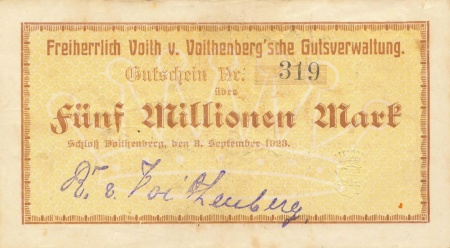 Freiherrlich Voith v. Voithenberg'sche Gutsverwaltung.
Gutschein Nr. 319
über
Fünf Millionen Mark
Schloß Voithenberg, den 3. September 1923.
R. v. Voithenberg.